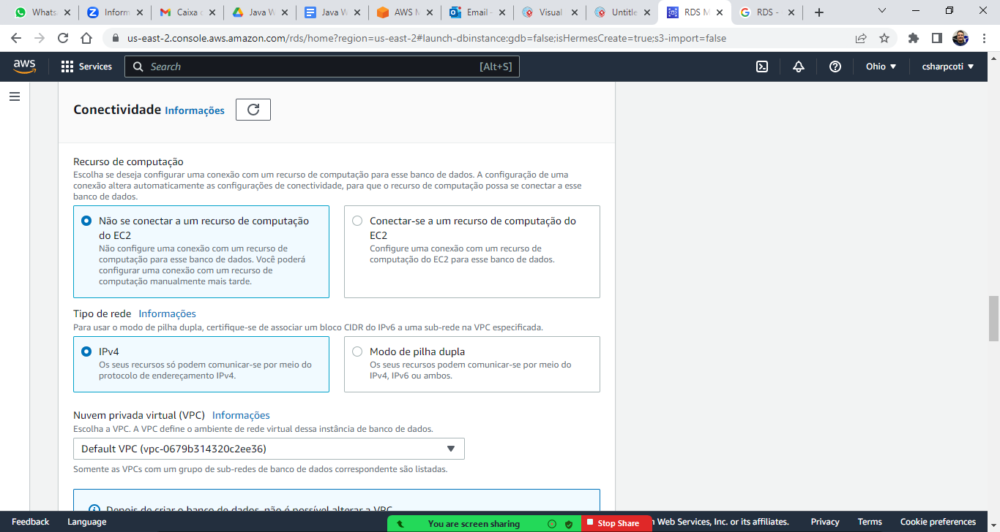 Whats
Inform
Caixa
Java W
Java W
AWS M
Email -
Visual
Untitle
RDS M
RDS -
us-east-2.console.aws.amazon.com/rds/home?region=us-east-2#launch-dbinstance:gdb=false;isHermesCreate=true;s3-import=false
aws
Services
Search
[Alt+S]
Ohio
csharpcoti
Conectividade Informações
Recurso de computação
Escolha se deseja configurar uma conexão com um recurso de computação para esse banco de dados. A configuração de uma
conexão altera automaticamente as configurações de conectividade, para que o recurso de computação possa se conectar a esse
banco de dados.
Não se conectar a um recurso de computação
do EC2
Não configure uma conexão com um recurso de
computação para esse banco de dados. Você poderá
configurar uma conexão com um recurso de
computação manualmente mais tarde.
Conectar-se a um recurso de computação do
EC2
Configure uma conexão com um recurso de
computação do EC2 para esse banco de dados.
Tipo de rede Informações
Para usar o modo de pilha dupla, certifique-se de associar um bloco CIDR do IPv6 a uma sub-rede na VPC especificada.
IPv4
Os seus recursos só podem comunicar-se por meio do
protocolo de endereçamento IPv4.
Modo de pilha dupla
Os seus recursos podem comunicar-se por meio do
IPv4, IPv6 ou ambos.
Nuvem privada virtual (VPC) Informações
Escolha a VPC. A VPC define o ambiente de rede virtual dessa instância de banco de dados.
Default VPC (vpc-0679b314320c2ee36)
Somente as VPCs com um grupo de sub-redes de banco de dados correspondente são listadas.
Depois de criar o banco de dados, não é possível alterar a VPC.
Feedback
Language
You are screen sharing
Stop Share
Web Services, Inc. or its affiliates.
Privacy
Terms
Cookie preferences